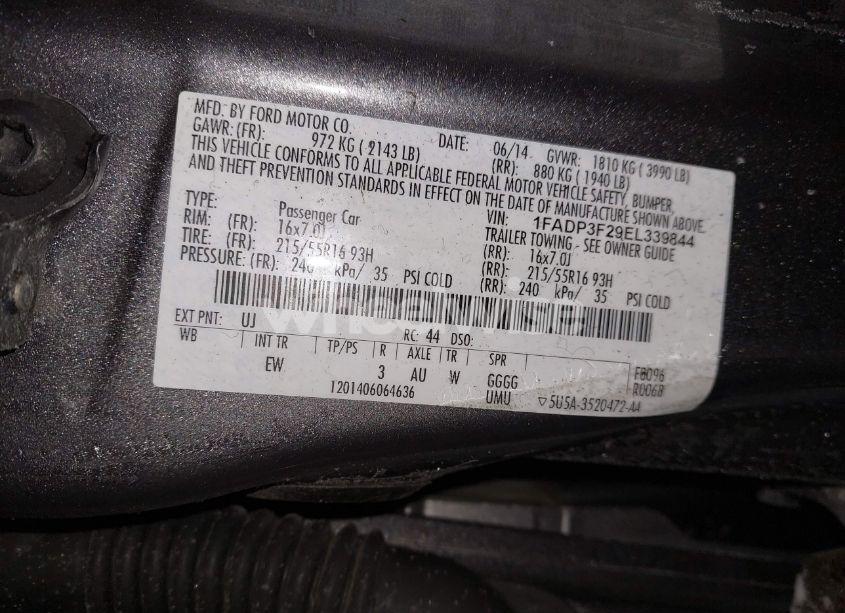 MFD. BY FORD MOTOR CO. DATE: 06/14 GVWR: 1810 KG ( 3990 LB)
GAWR: (FR): 972 KG ( 2143 LB) (RR): 880 KG ( 1940 LB)
THIS VEHICLE CONFORMS TO ALL APPLICABLE FEDERAL MOTOR VEHICLE SAFETY, BUMPER,
AND THEFT PREVENTION STANDARDS IN EFFECT ON THE DATE OF MANUFACTURE SHOWN ABOVE.
VIN: 1FADP3F29EL339844
TYPE: Passenger Car TRAILER TOWING - SEE OWNER GUIDE
RIM: (FR): 16x7.0J (RR): 16x7.0J
TIRE: (FR): 215/55R16 93H (RR): 215/55R16 93H
PRESSURE: (FR): 240 kPa/ 35 PSI COLD (RR): 240 kPa/ 35 PSI COLD
EXT PNT: UJ RC: 44 DSO:
WB INT TR TP/PS R AXLE TR SPR
EW 3 AU W GGGG F8096
1201406064636 UMU ▽5U5A-3520472-AA R0068